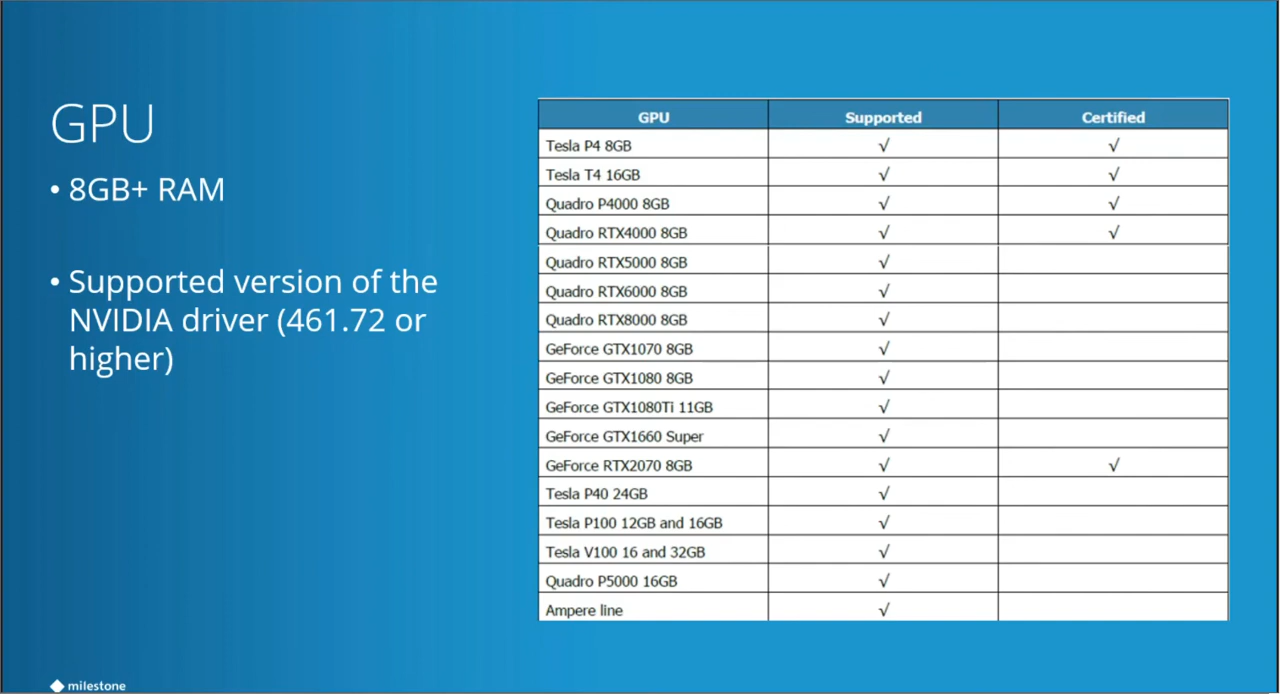 GPU
• 8GB+ RAM
• Supported version of the
NVIDIA driver (461.72 or
higher)
GPU Supported Certified
Tesla P4 8GB √ √
Tesla T4 16GB √ √
Quadro P4000 8GB √ √
Quadro RTX4000 8GB √ √
Quadro RTX5000 8GB √
Quadro RTX6000 8GB √
Quadro RTX8000 8GB √
GeForce GTX1070 8GB √
GeForce GTX1080 8GB √
GeForce GTX1080Ti 11GB √
GeForce GTX1660 Super √
GeForce RTX2070 8GB √ √
Tesla P40 24GB √
Tesla P100 12GB and 16GB √
Tesla V100 16 and 32GB √
Quadro P5000 16GB √
Ampere line √
milestone